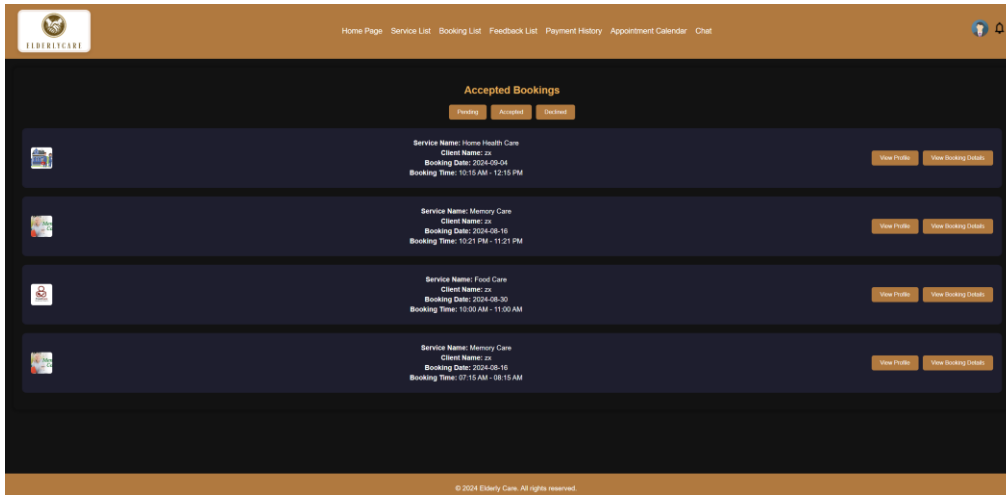 ELDERLYCARE
Home Page Service List Booking List Feedback List Payment History Appointment Calendar Chat
Accepted Bookings
Pending Accepted Declined
Service Name: Home Health Care
Client Name: zx
Booking Date: 2024-09-04
Booking Time: 10:15 AM - 12:15 PM
View Profile View Booking Details
Service Name: Memory Care
Client Name: zx
Booking Date: 2024-08-16
Booking Time: 10:21 PM - 11:21 PM
View Profile View Booking Details
Service Name: Food Care
Client Name: zx
Booking Date: 2024-08-30
Booking Time: 10:00 AM - 11:00 AM
View Profile View Booking Details
Service Name: Memory Care
Client Name: zx
Booking Date: 2024-08-16
Booking Time: 07:15 AM - 08:15 AM
View Profile View Booking Details
© 2024 Elderly Care. All rights reserved.